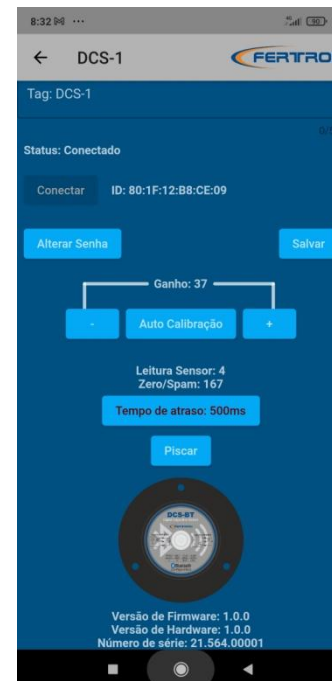 8:32
90
DCS-1
FERTRO
Tag: DCS-1
Status: Conectado
Conectar
ID: 80:1F:12:B8:CE:09
Alterar Senha
Salvar
Ganho: 37
-
Auto Calibração
+
Leitura Sensor: 4
Zero/Spam: 167
Tempo de atraso: 500ms
Piscar
DCS-BT
Versão de Firmware: 1.0.0
Versão de Hardware: 1.0.0
Número de série: 21.564.00001